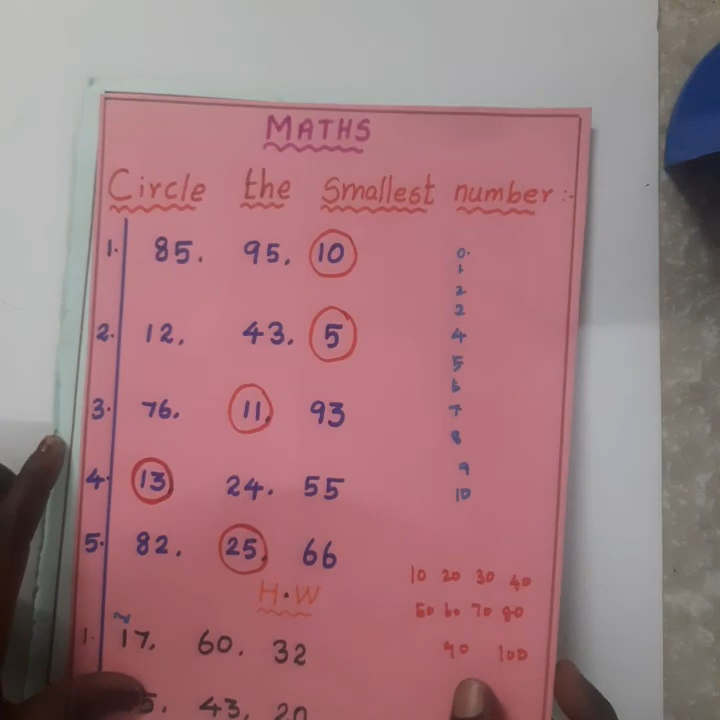 MATHS
Circle the smallest number:-
1. 85. 95. 10
2. 12. 43. 5
3. 76. 11. 93
4. 13. 24. 55
5. 82. 25. 66
H.W
1. 17. 60. 32
5. 43. 20
0.
1
2
3
4
5
6
7
8
9
10
10 20 30 40
50 60 70 80
90 100